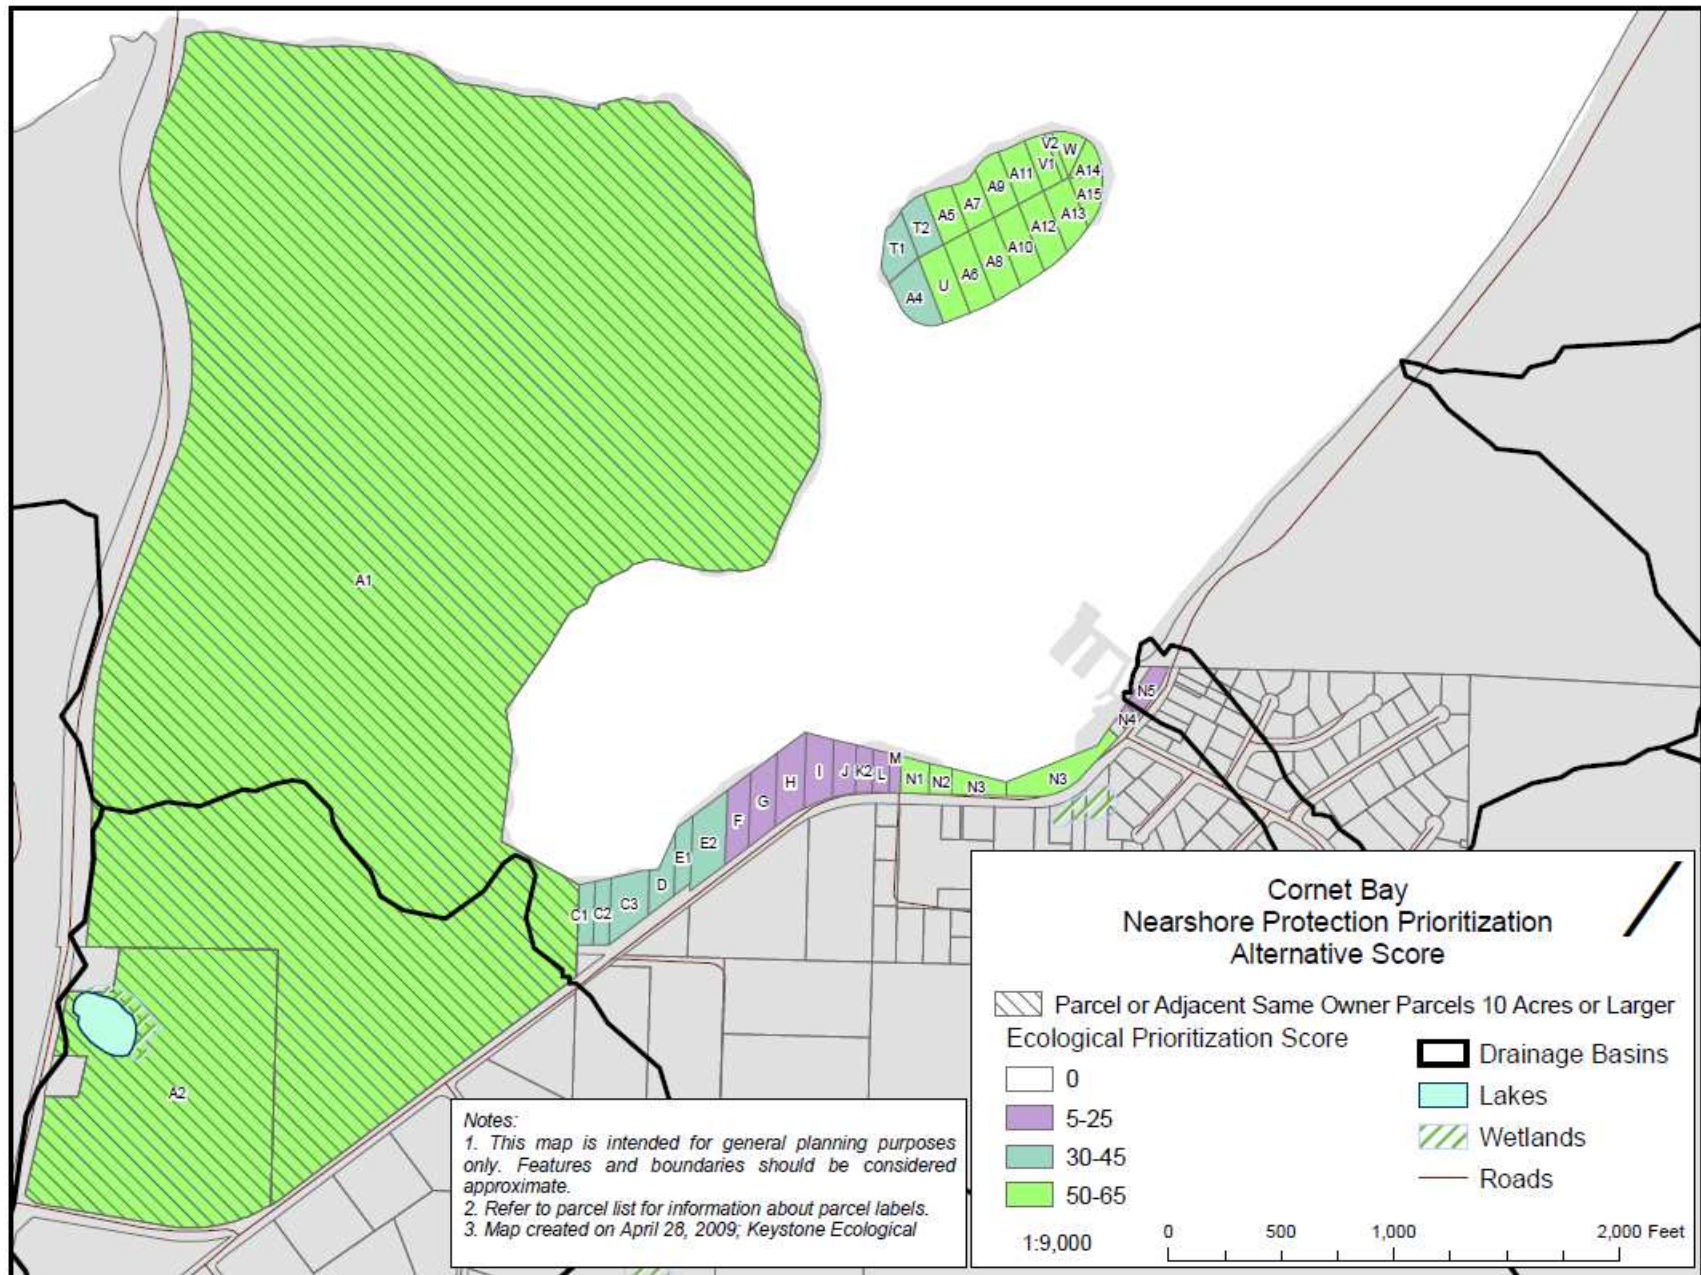 V2
W
V1
A11
A14
A9
A15
A7
A13
A5
A12
T2
A10
T1
A8
A6
U
A4
A1
N5
N4
M
I
J
K2
L
H
N1
N2
N3
N3
G
F
E2
E1
D
C3
C1
C2
A2
Cornet Bay
Nearshore Protection Prioritization
Alternative Score
Parcel or Adjacent Same Owner Parcels 10 Acres or Larger
Ecological Prioritization Score
0
5-25
30-45
50-65
Drainage Basins
Lakes
Wetlands
Roads
1:9,000
0 500 1,000 2,000 Feet
Notes:
1. This map is intended for general planning purposes
only. Features and boundaries should be considered
approximate.
2. Refer to parcel list for information about parcel labels.
3. Map created on April 28, 2009; Keystone Ecological